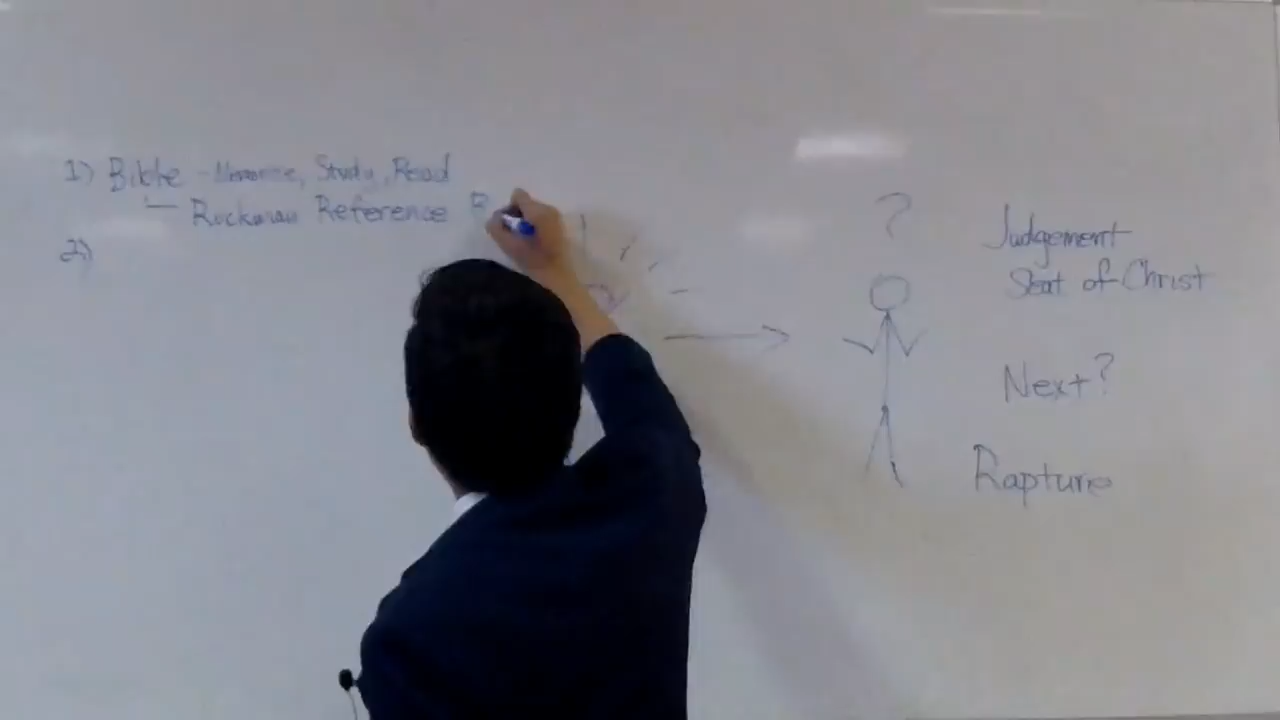 1) Bible - Memorize, Study, Read
Ruckman Reference B
2)
?
Judgement
Seat of Christ
Next?
Rapture